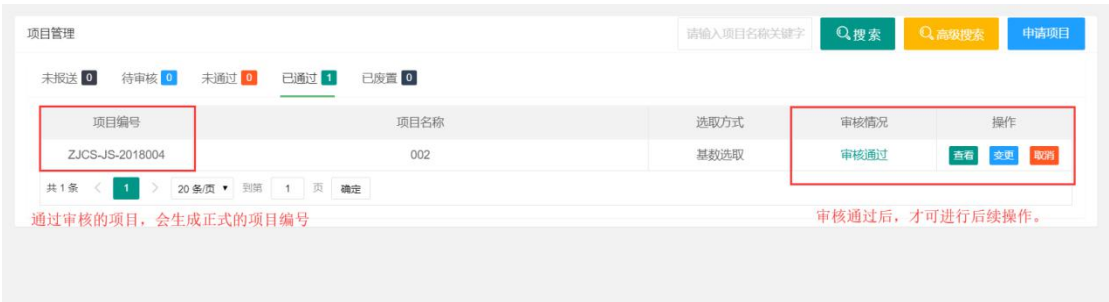 项目管理 请输入项目名称关键字 搜索 高级搜索 申请项目
未报送 0 待审核 0 未通过 0 已通过 1 已废置 0
项目编号 项目名称 选取方式 审核情况 操作
ZJCS-JS-2018004 002 基数选取 审核通过 查看 变更 取消
共 1 条 < 1 > 20 条/页 到第 1 页 确定
通过审核的项目，会生成正式的项目编号 审核通过后，才可进行后续操作。